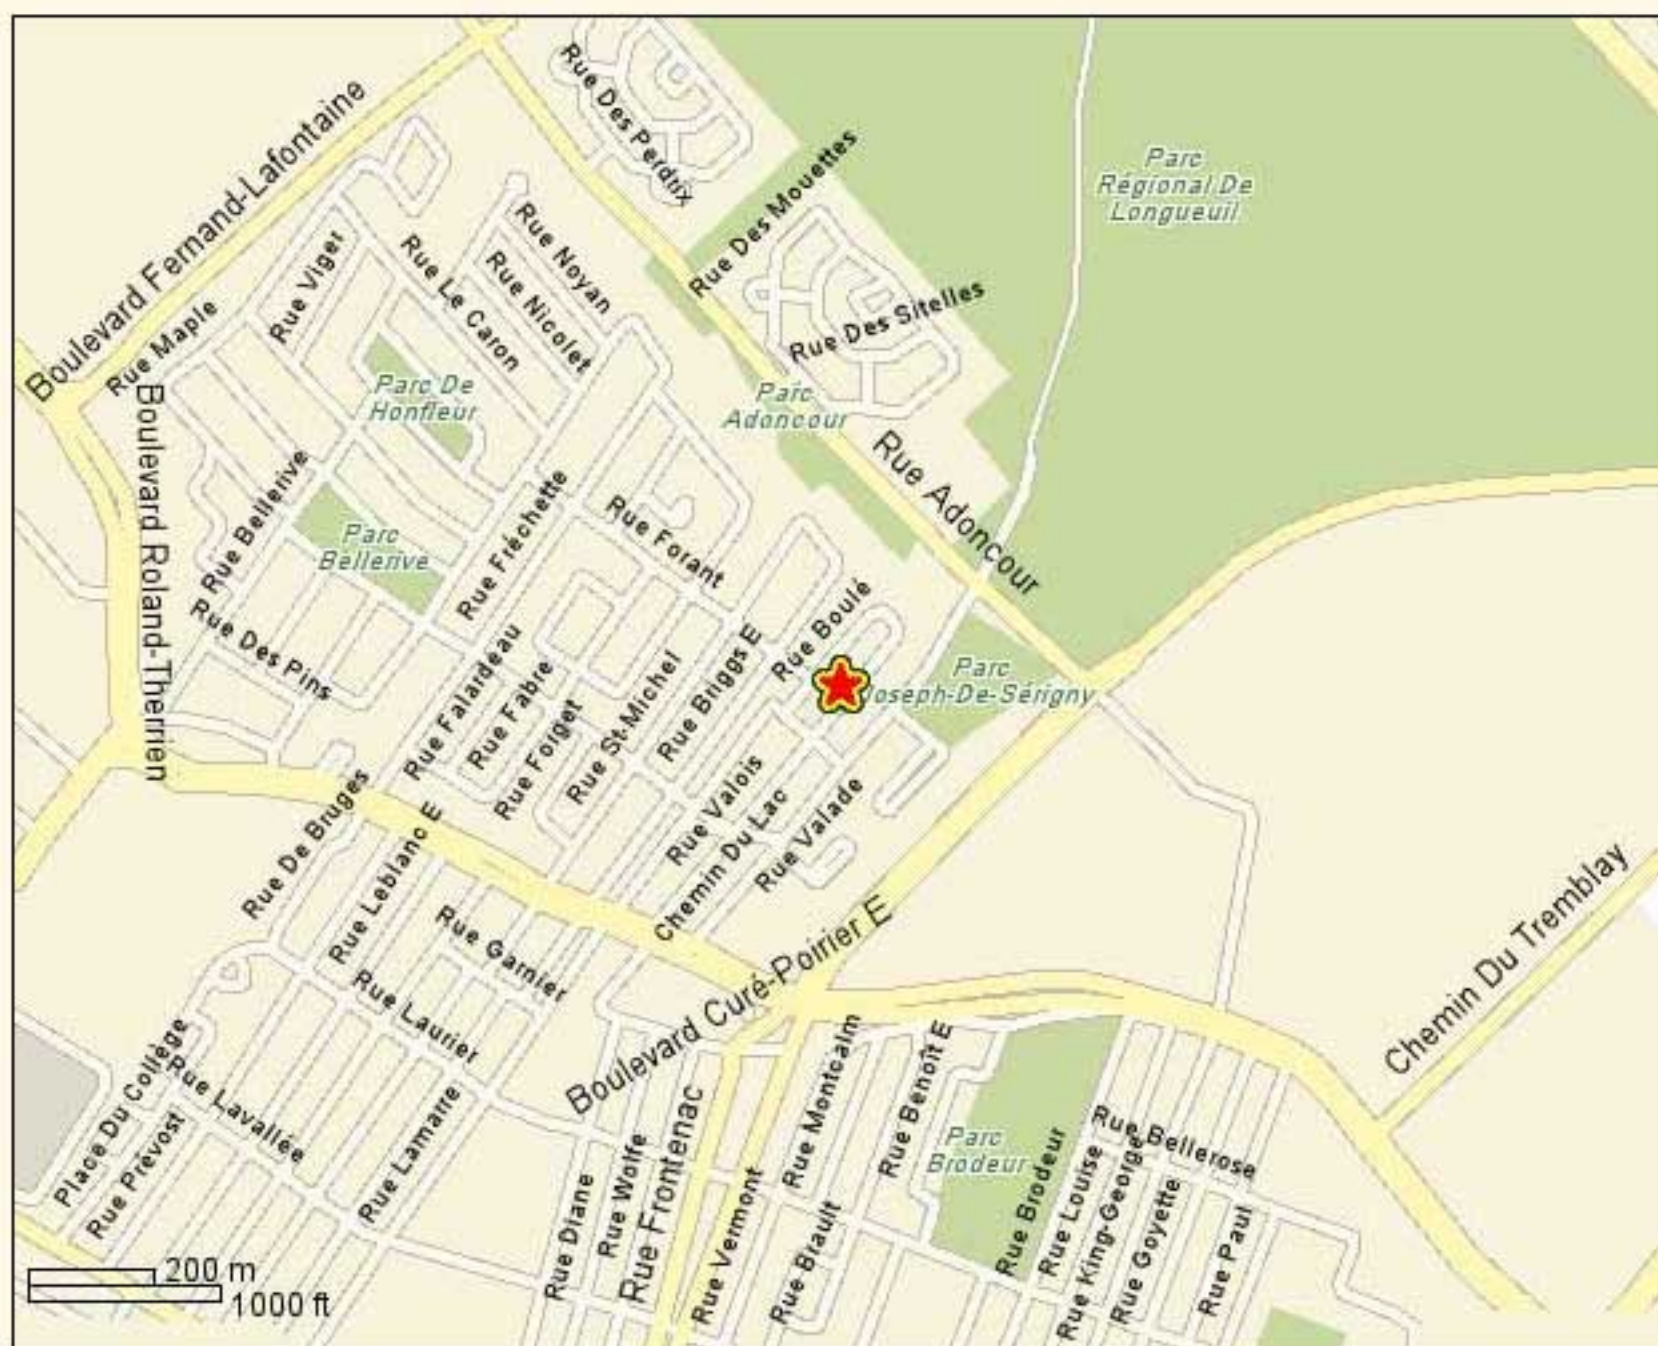 Rue Des Perdrix
Boulevard Fernand-Lafontaine
Rue Des Mouettes
Parc
Régional De
Longueuil
Rue Noyan
Rue Viger
Rue Le Caron
Rue Nicolet
Rue Des Sitelles
Rue Maple
Parc De
Honfleur
Parc
Adoncour
Boulevard Roland-Therrien
Rue Adoncour
Rue Bellerive
Rue Fréchette
Rue Forant
Parc
Bellerive
Rue Boulé
Rue Des Pins
Rue Falardeau
Rue Fabre
Rue Forget
Rue St-Michel
Rue Briggs E
Parc
Joseph-De-Sérigny
Rue Valois
Chemin Du Lac
Rue Valade
Rue De Bruges
Rue Leblanc E
Rue Garnier
Boulevard Curé-Poirier E
Chemin Du Tremblay
Rue Laurier
Place Du Collège
Rue Lavallée
Rue Prévost
Rue Lamarre
Rue Diane
Rue Wolfe
Rue Frontenac
Rue Vermont
Rue Montcalm
Rue Brault
Rue Benoît E
Parc
Brodeur
Rue Brodeur
Rue Louise
Rue King-George
Rue Bellerose
Rue Goyette
Rue Paul
200 m
1000 ft